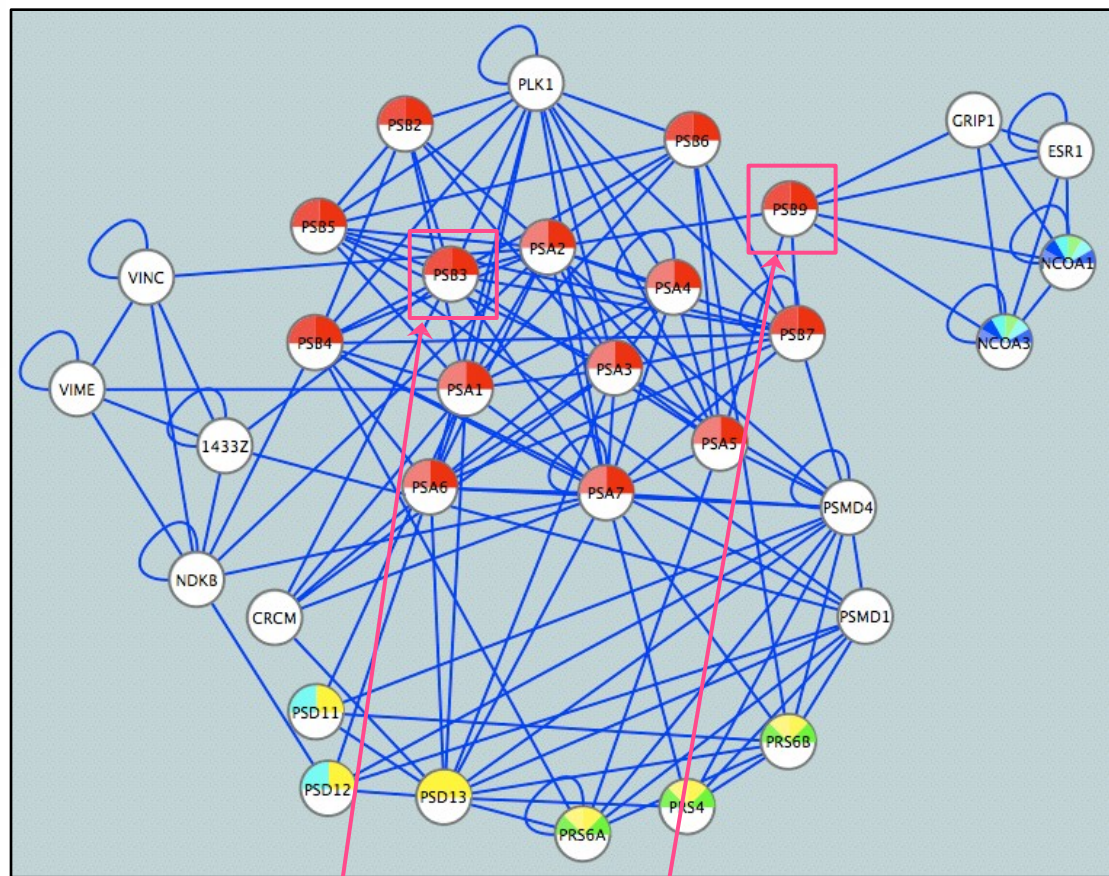 PLK1
PSB2
PSB6
GRIP1
ESR1
PSB9
PSB5
PSA2
PSB3
VINC
PSA4
NCOA1
PSB4
PSB7
NCOA3
PSA3
VIME
PSA1
1433Z
PSA5
PSA6
PSA7
PSMD4
NDKB
CRCM
PSMD1
PSD11
PRS6B
PSD12
PSD13
PRS4
PRS6A